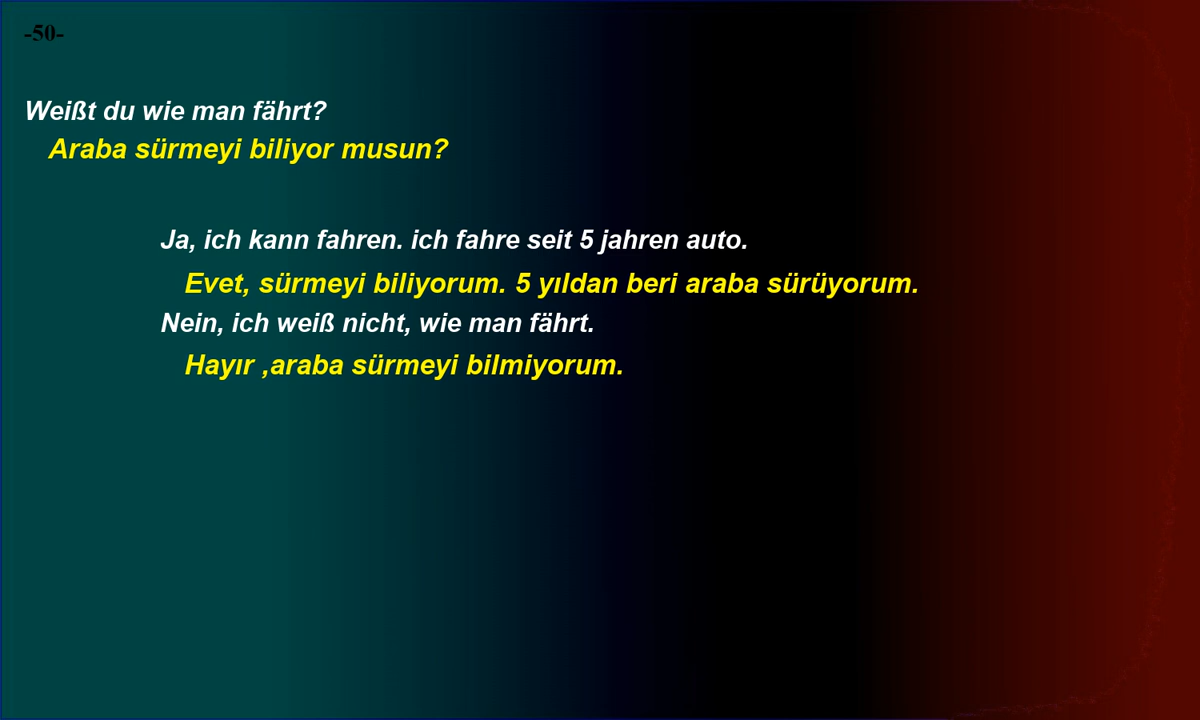 -50-
Weißt du wie man fährt?
Araba sürmeyi biliyor musun?
Ja, ich kann fahren. ich fahre seit 5 jahren auto.
Evet, sürmeyi biliyorum. 5 yıldan beri araba sürüyorum.
Nein, ich weiß nicht, wie man fährt.
Hayır ,araba sürmeyi bilmiyorum.